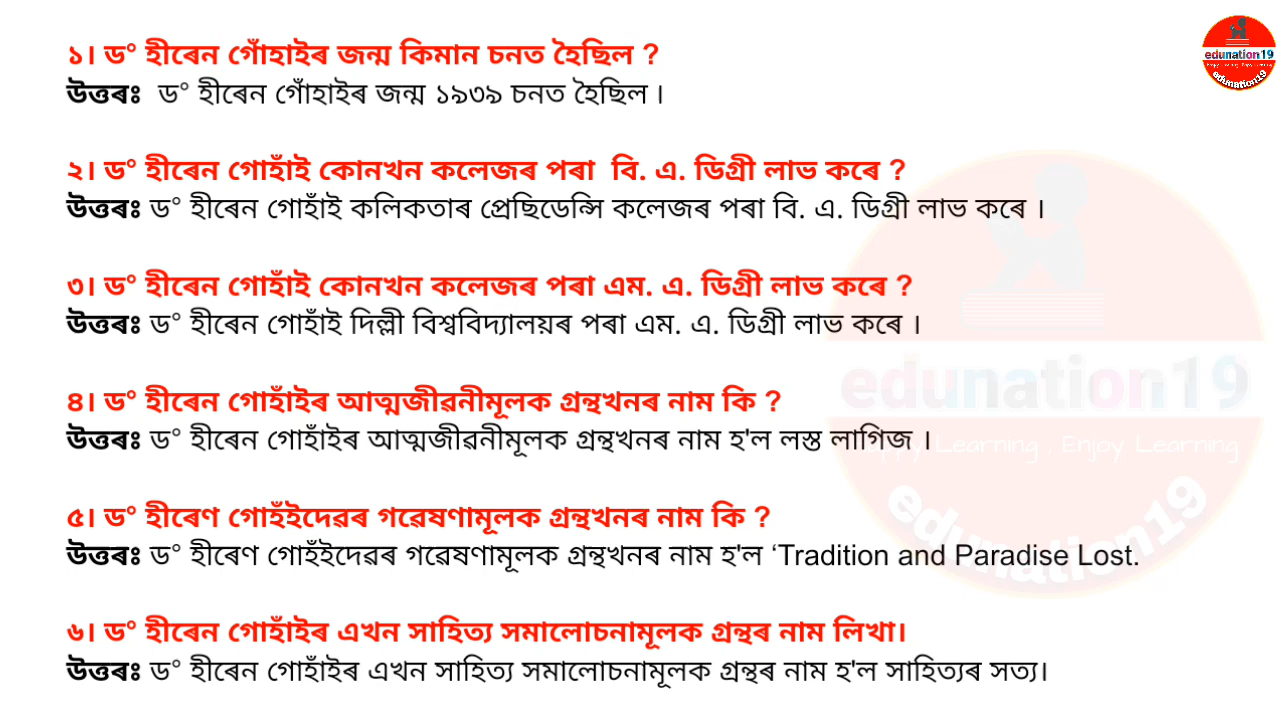 ১। ড° হীৰেন গোঁহাইৰ জন্ম কিমান চনত হৈছিল ?
উত্তৰঃ ড° হীৰেন গোঁহাইৰ জন্ম ১৯৩৯ চনত হৈছিল ।
২। ড° হীৰেন গোহাঁই কোনখন কলেজৰ পৰা বি. এ. ডিগ্ৰী লাভ কৰে ?
উত্তৰঃ ড° হীৰেন গোহাঁই কলিকতাৰ প্ৰেছিডেন্সি কলেজৰ পৰা বি. এ. ডিগ্ৰী লাভ কৰে ।
৩। ড° হীৰেন গোহাঁই কোনখন কলেজৰ পৰা এম. এ. ডিগ্ৰী লাভ কৰে ?
উত্তৰঃ ড° হীৰেন গোহাঁই দিল্লী বিশ্ববিদ্যালয়ৰ পৰা এম. এ. ডিগ্ৰী লাভ কৰে ।
৪। ড° হীৰেন গোহাঁইৰ আত্মজীৱনীমূলক গ্ৰন্থখনৰ নাম কি ?
উত্তৰঃ ড° হীৰেন গোহাঁইৰ আত্মজীৱনীমূলক গ্ৰন্থখনৰ নাম হ'ল লস্ত লাগিজ ।
৫। ড° হীৰেণ গোহঁইদেৱৰ গৱেষণামূলক গ্ৰন্থখনৰ নাম কি ?
উত্তৰঃ ড° হীৰেণ গোহঁইদেৱৰ গৱেষণামূলক গ্ৰন্থখনৰ নাম হ'ল ‘Tradition and Paradise Lost.
৬। ড° হীৰেন গোহাঁইৰ এখন সাহিত্য সমালোচনামূলক গ্ৰন্থৰ নাম লিখা।
উত্তৰঃ ড° হীৰেন গোহাঁইৰ এখন সাহিত্য সমালোচনামূলক গ্ৰন্থৰ নাম হ'ল সাহিত্যৰ সত্য।
edunation19
edunation19
edunation19
Learning , Enjoy Learning
edunation19